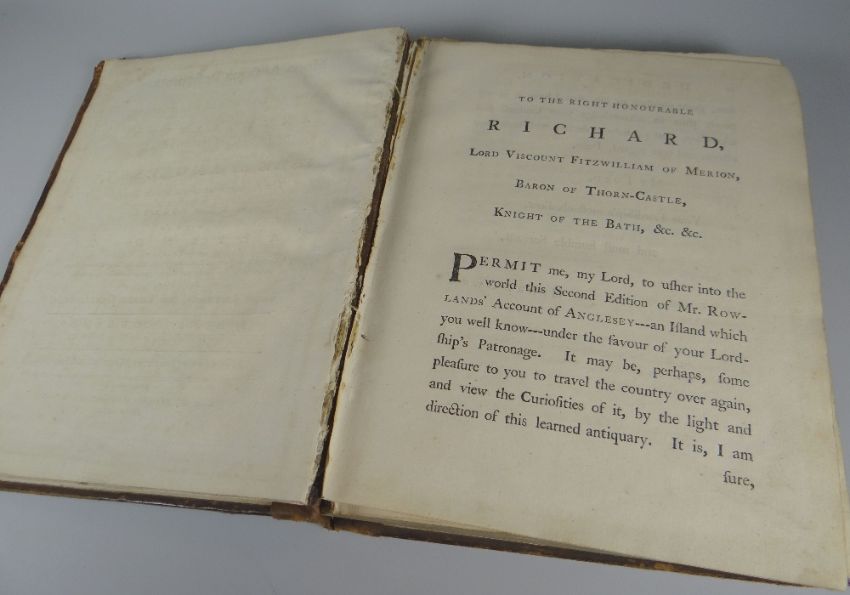 TO THE RIGHT HONOURABLE
RICHARD,
LORD VISCOUNT FITZWILLIAM OF MERION,
BARON OF THORN-CASTLE,
KNIGHT OF THE BATH, &c. &c.
PERMIT me, my Lord, to uſher into the
world this Second Edition of Mr. ROW-
LANDS' Account of ANGLESEY---an Iſland which
you well know---under the favour of your Lord-
ſhip's Patronage. It may be, perhaps, ſome
pleaſure to you to travel the country over again,
and view the Curioſities of it, by the light and
direction of this learned antiquary. It is, I am
ſure,